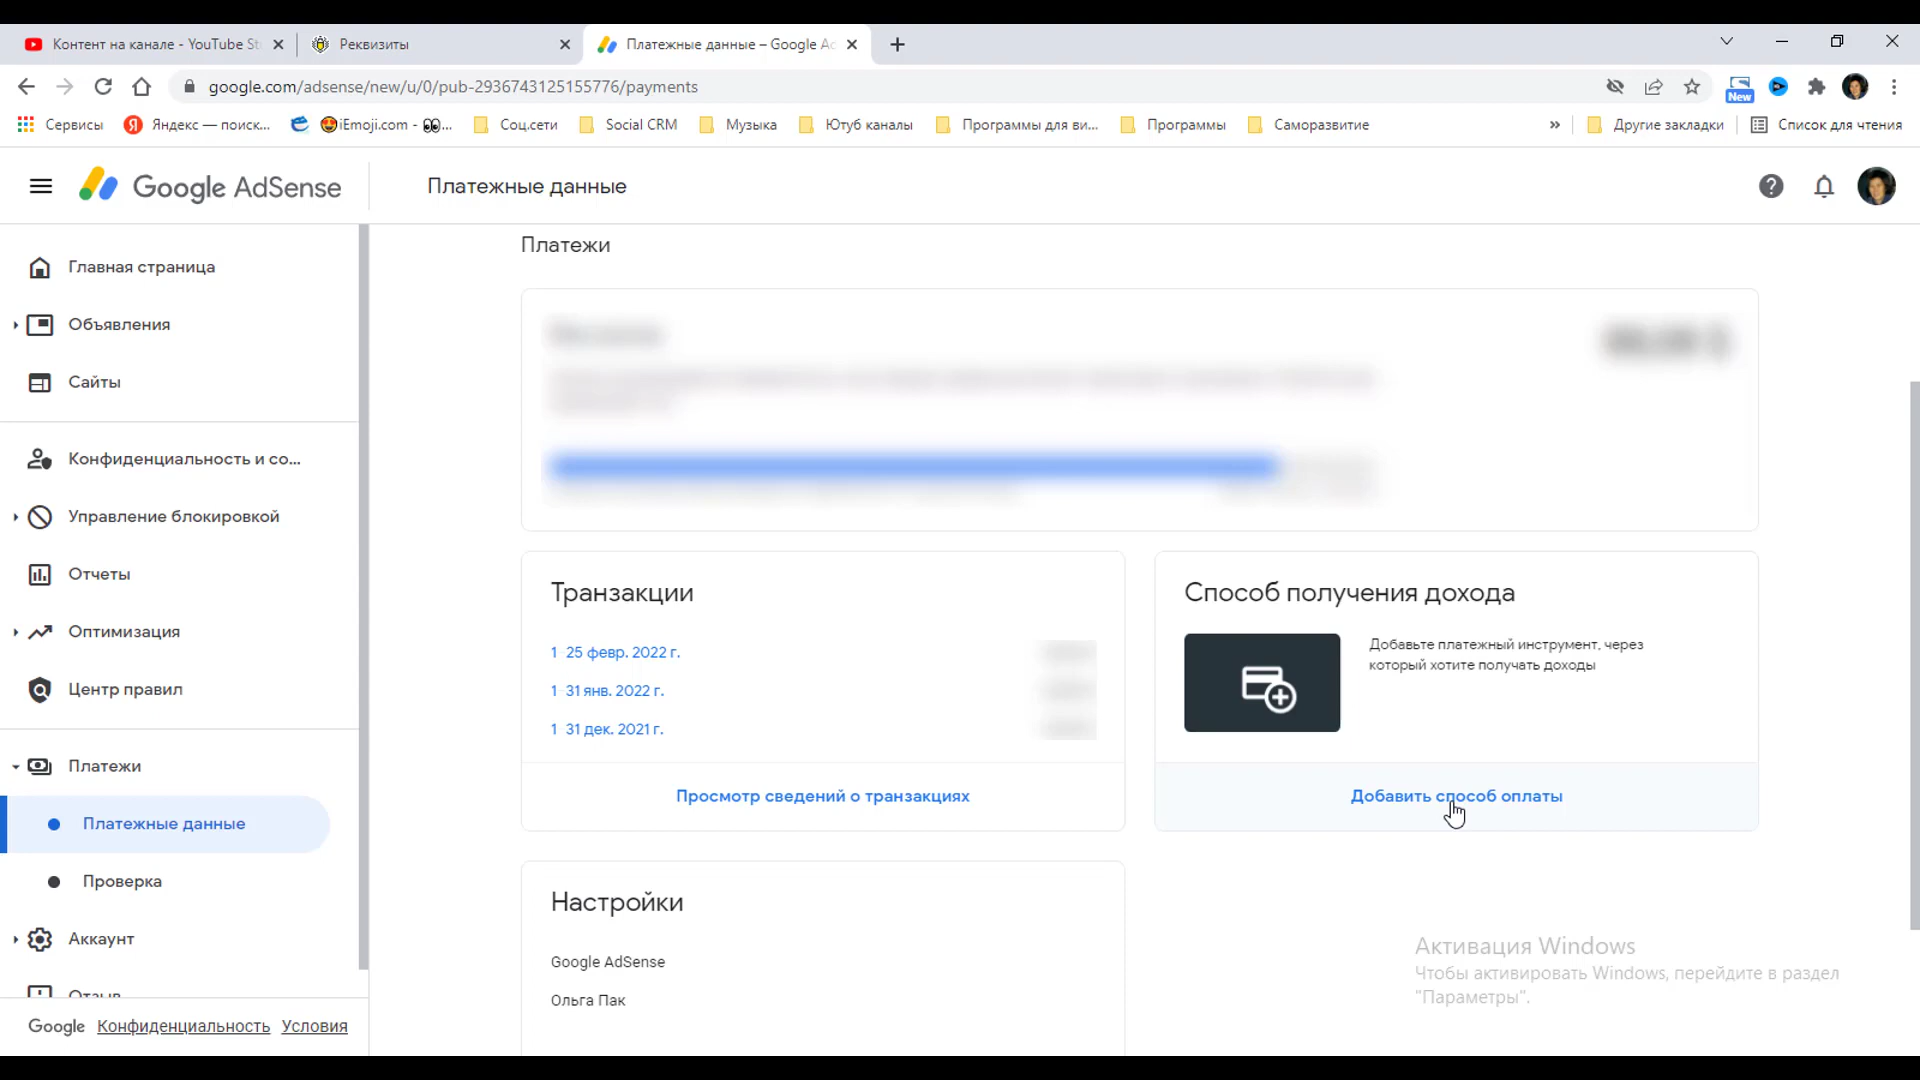 Контент на канале - YouTube St
Реквизиты
Платежные данные – Google Ad
google.com/adsense/new/u/0/pub-2936743125155776/payments
New
Сервисы
Яндекс — поиск...
iEmoji.com - 👀...
Соц.сети
Social CRM
Музыка
Ютуб каналы
Программы для ви...
Программы
Саморазвитие
»
Другие закладки
Список для чтения
Google AdSense
Платежные данные
Главная страница
Объявления
Сайты
Конфиденциальность и со...
Управление блокировкой
Отчеты
Оптимизация
Центр правил
Платежи
Платежные данные
Проверка
Аккаунт
Отзыв
Google Конфиденциальность Условия
Платежи
Транзакции
1 25 февр. 2022 г.
1 31 янв. 2022 г.
1 31 дек. 2021 г.
Просмотр сведений о транзакциях
Способ получения дохода
Добавьте платежный инструмент, через
который хотите получать доходы
Добавить способ оплаты
Настройки
Google AdSense
Ольга Пак
Активация Windows
Чтобы активировать Windows, перейдите в раздел
"Параметры".